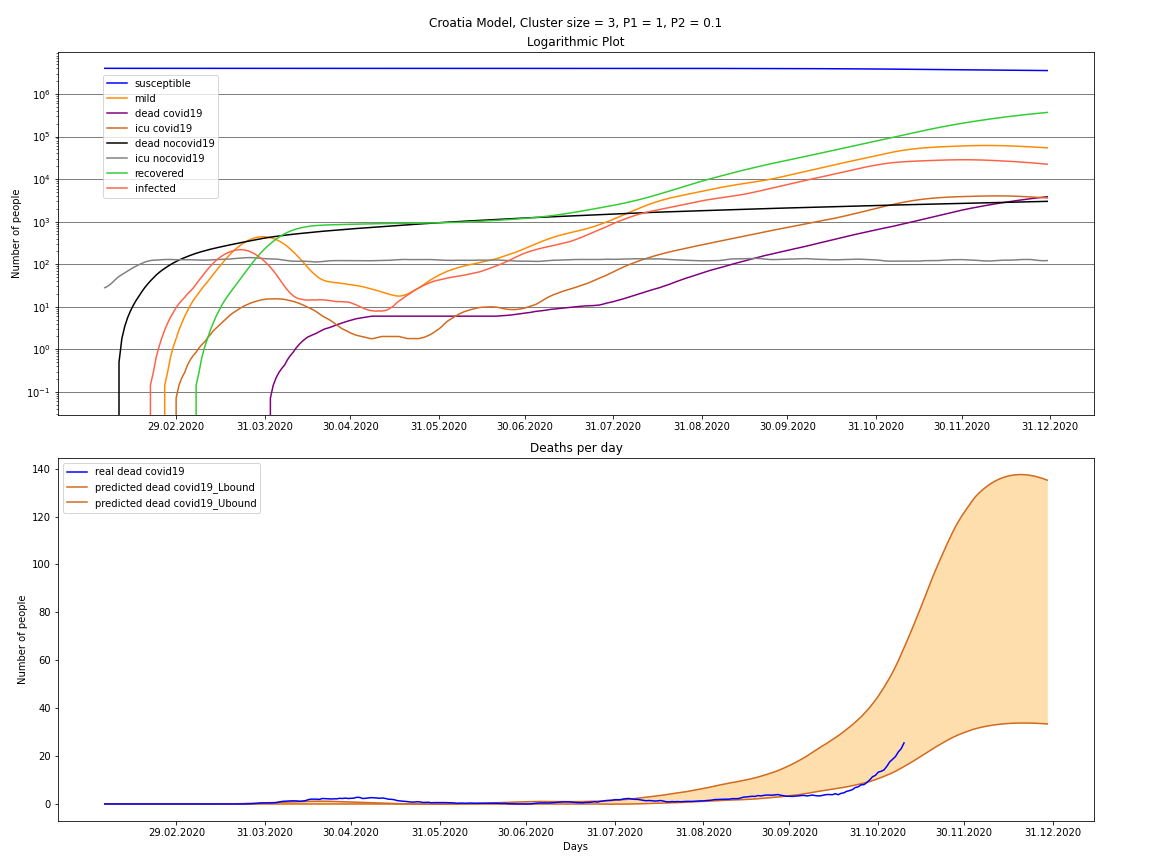 Croatia Model, Cluster size = 3, P1 = 1, P2 = 0.1
Logarithmic Plot
susceptible
mild
dead covid19
icu covid19
dead nocovid19
icu nocovid19
recovered
infected
Number of people
10⁶
10⁵
10⁴
10³
10²
10¹
10⁰
10⁻¹
29.02.2020 31.03.2020 30.04.2020 31.05.2020 30.06.2020 31.07.2020 31.08.2020 30.09.2020 31.10.2020 30.11.2020 31.12.2020
Deaths per day
real dead covid19
predicted dead covid19_Lbound
predicted dead covid19_Ubound
Number of people
140
120
100
80
60
40
20
0
29.02.2020 31.03.2020 30.04.2020 31.05.2020 30.06.2020 31.07.2020 31.08.2020 30.09.2020 31.10.2020 30.11.2020 31.12.2020
Days